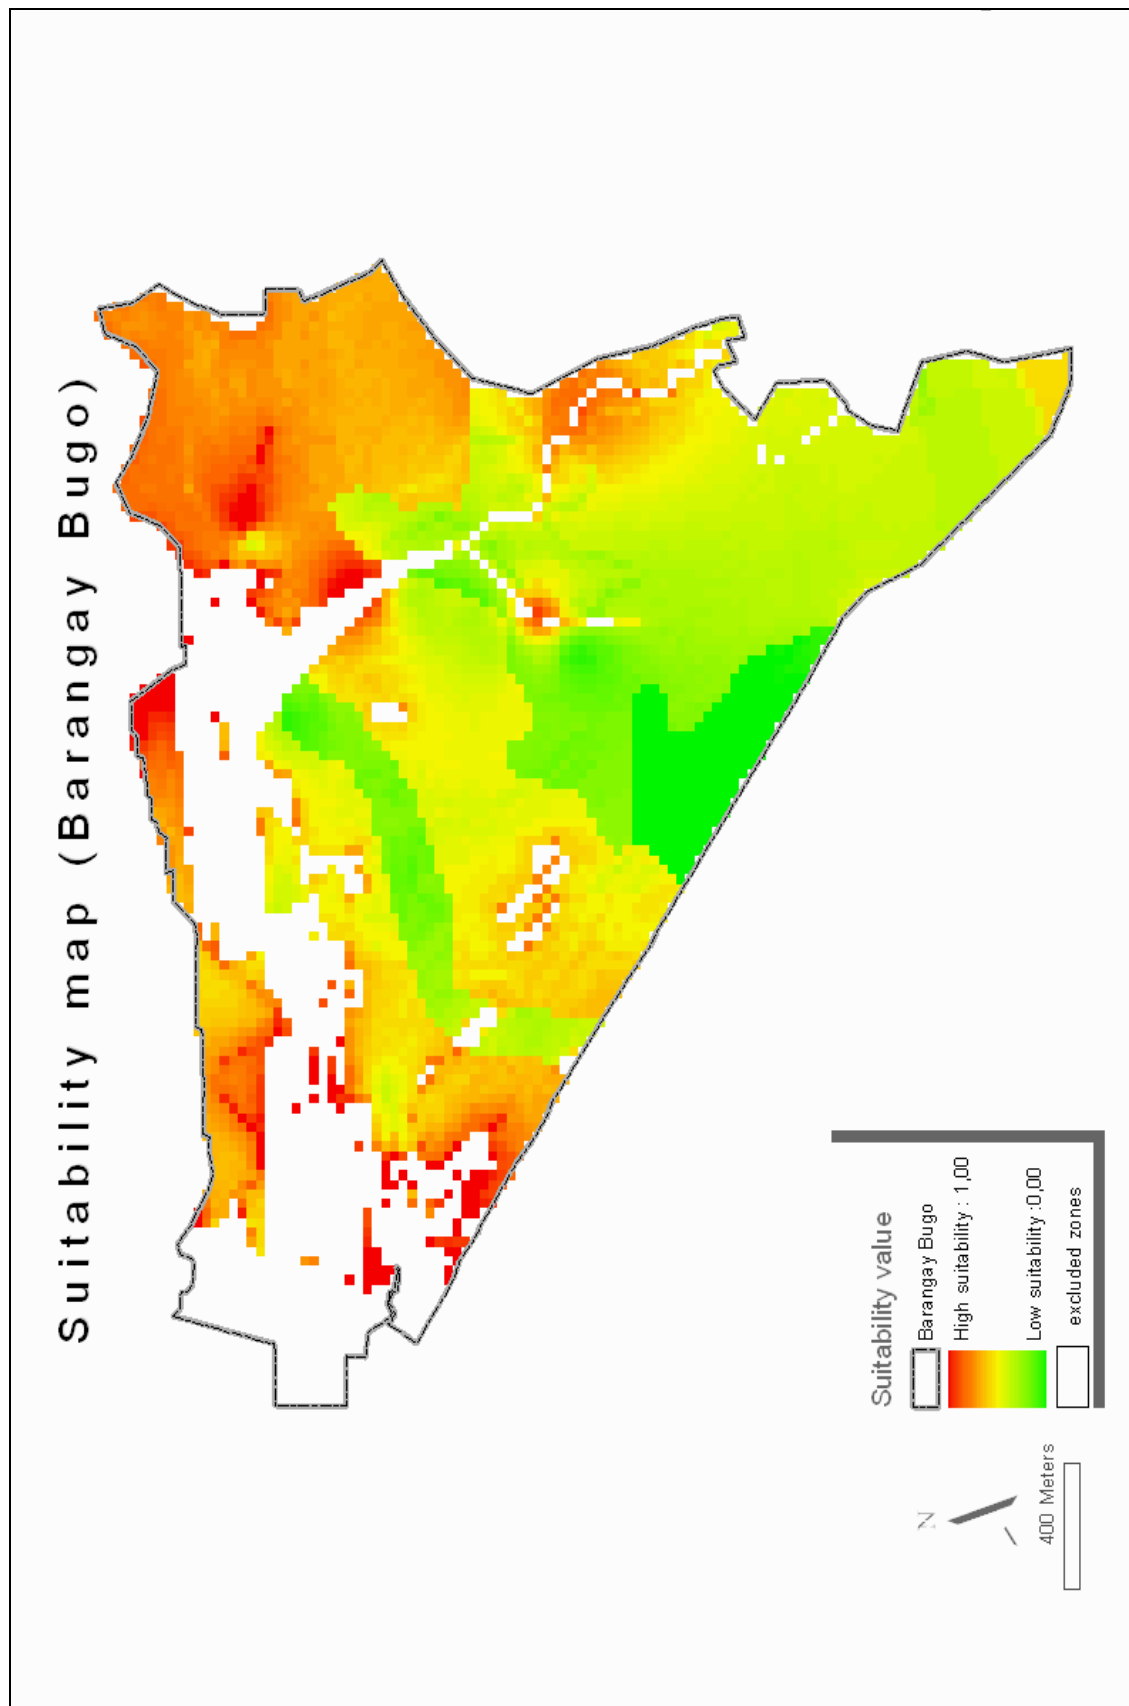 Suitability map (Barangay Bugo)
N
400 Meters
Suitability value
Barangay Bugo
High suitability : 1,00
Low suitability :0,00
excluded zones